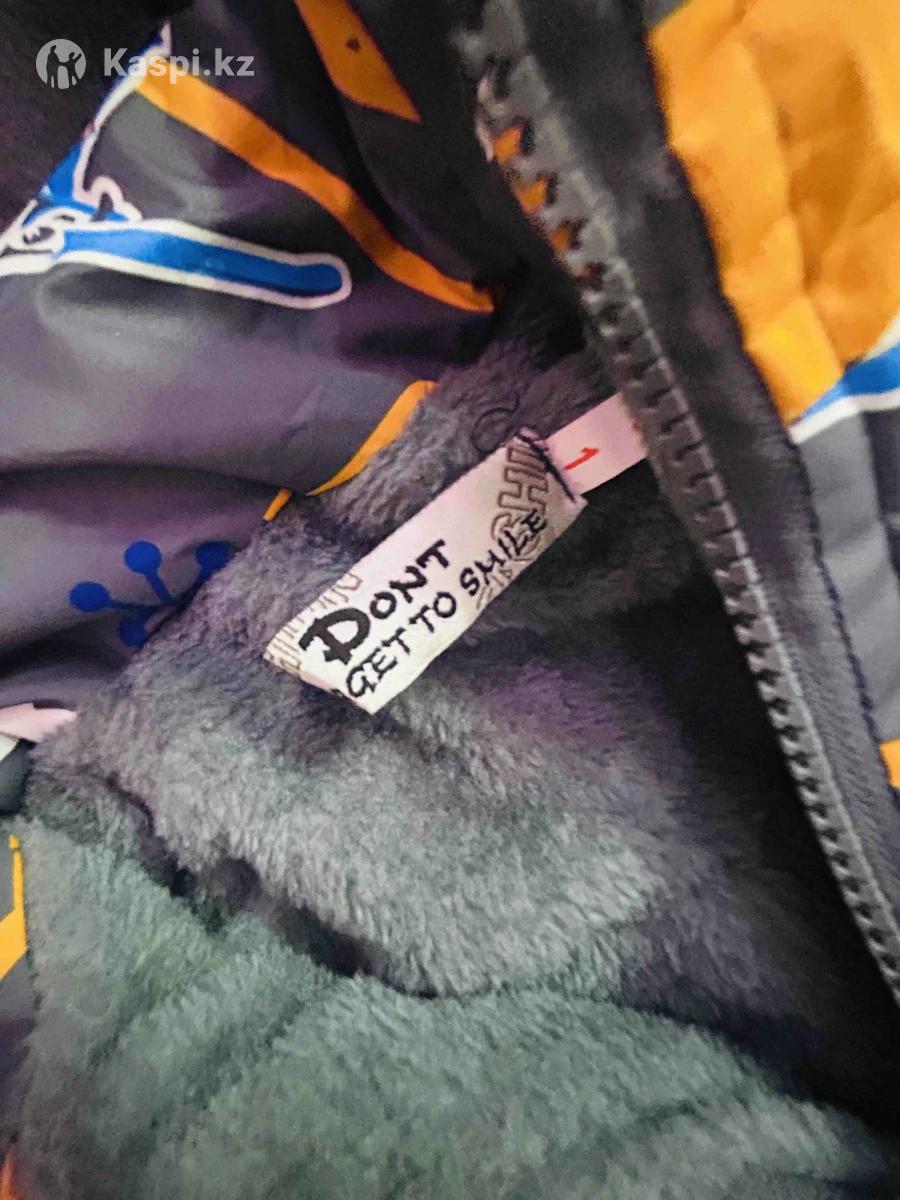 Kaspi.kz
1
DONT
GET TO SMILE